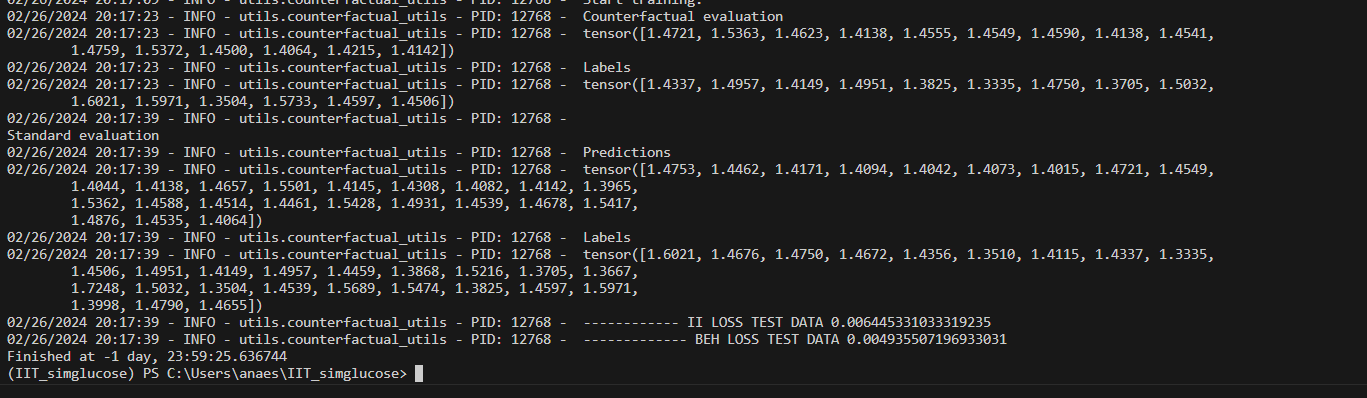 02/26/2024 20:17:09 - INFO - utils.counterfactual_utils - PID: 12768 -  Start training.
02/26/2024 20:17:23 - INFO - utils.counterfactual_utils - PID: 12768 -  Counterfactual evaluation
02/26/2024 20:17:23 - INFO - utils.counterfactual_utils - PID: 12768 -  tensor([1.4721, 1.5363, 1.4623, 1.4138, 1.4555, 1.4549, 1.4590, 1.4138, 1.4541,
        1.4759, 1.5372, 1.4500, 1.4064, 1.4215, 1.4142])
02/26/2024 20:17:23 - INFO - utils.counterfactual_utils - PID: 12768 -  Labels
02/26/2024 20:17:23 - INFO - utils.counterfactual_utils - PID: 12768 -  tensor([1.4337, 1.4957, 1.4149, 1.4951, 1.3825, 1.3335, 1.4750, 1.3705, 1.5032,
        1.6021, 1.5971, 1.3504, 1.5733, 1.4597, 1.4506])
02/26/2024 20:17:39 - INFO - utils.counterfactual_utils - PID: 12768 -
Standard evaluation
02/26/2024 20:17:39 - INFO - utils.counterfactual_utils - PID: 12768 -  Predictions
02/26/2024 20:17:39 - INFO - utils.counterfactual_utils - PID: 12768 -  tensor([1.4753, 1.4462, 1.4171, 1.4094, 1.4042, 1.4073, 1.4015, 1.4721, 1.4549,
        1.4044, 1.4138, 1.4657, 1.5501, 1.4145, 1.4308, 1.4082, 1.4142, 1.3965,
        1.5362, 1.4588, 1.4514, 1.4461, 1.5428, 1.4931, 1.4539, 1.4678, 1.5417,
        1.4876, 1.4535, 1.4064])
02/26/2024 20:17:39 - INFO - utils.counterfactual_utils - PID: 12768 -  Labels
02/26/2024 20:17:39 - INFO - utils.counterfactual_utils - PID: 12768 -  tensor([1.6021, 1.4676, 1.4750, 1.4672, 1.4356, 1.3510, 1.4115, 1.4337, 1.3335,
        1.4506, 1.4951, 1.4149, 1.4957, 1.4459, 1.3868, 1.5216, 1.3705, 1.3667,
        1.7248, 1.5032, 1.3504, 1.4539, 1.5689, 1.5474, 1.3825, 1.4597, 1.5971,
        1.3998, 1.4790, 1.4655])
02/26/2024 20:17:39 - INFO - utils.counterfactual_utils - PID: 12768 -  ------------ II LOSS TEST DATA 0.006445331033319235
02/26/2024 20:17:39 - INFO - utils.counterfactual_utils - PID: 12768 -  ------------- BEH LOSS TEST DATA 0.004935507196933031
Finished at -1 day, 23:59:25.636744
(IIT_simglucose) PS C:\Users\anaes\IIT_simglucose>